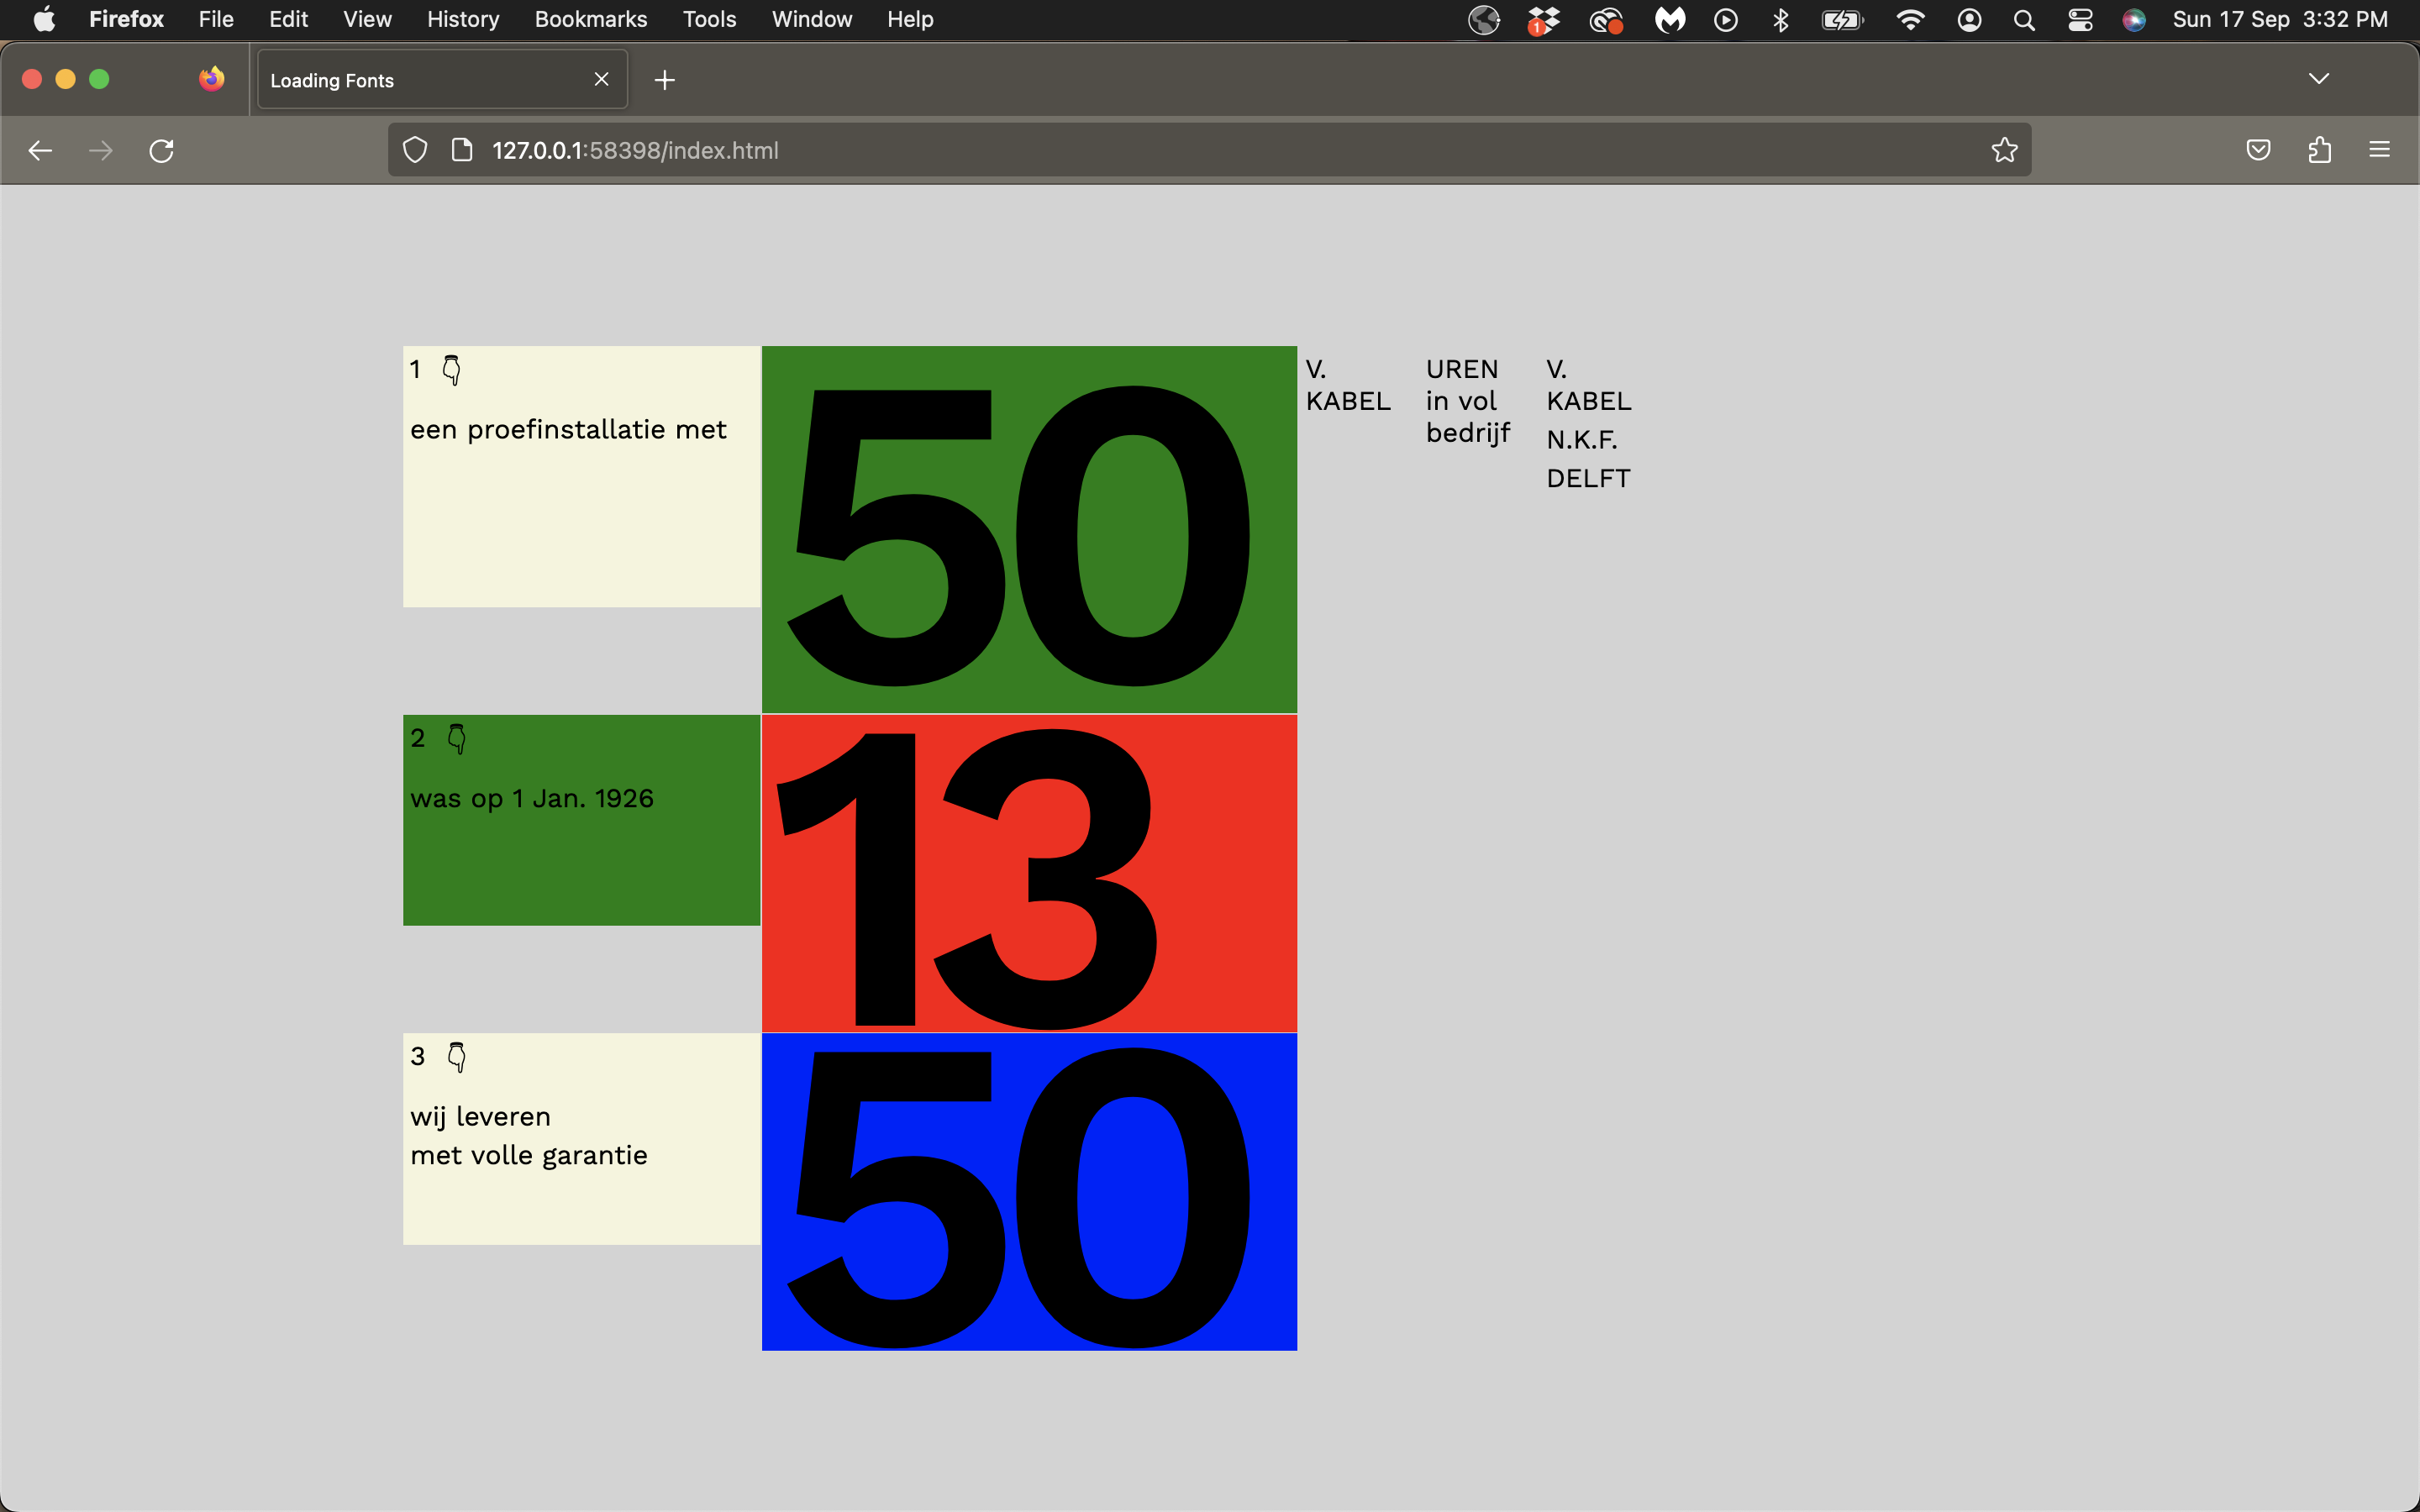 Firefox File Edit View History Bookmarks Tools Window Help 1 Sun 17 Sep 3:32 PM
Loading Fonts
127.0.0.1:58398/index.html
1 👇
een proefinstallatie met
50
V.
KABEL
UREN
in vol
bedrijf
V.
KABEL
N.K.F.
DELFT
2 👇
was op 1 Jan. 1926
13
3 👇
wij leveren
met volle garantie
50